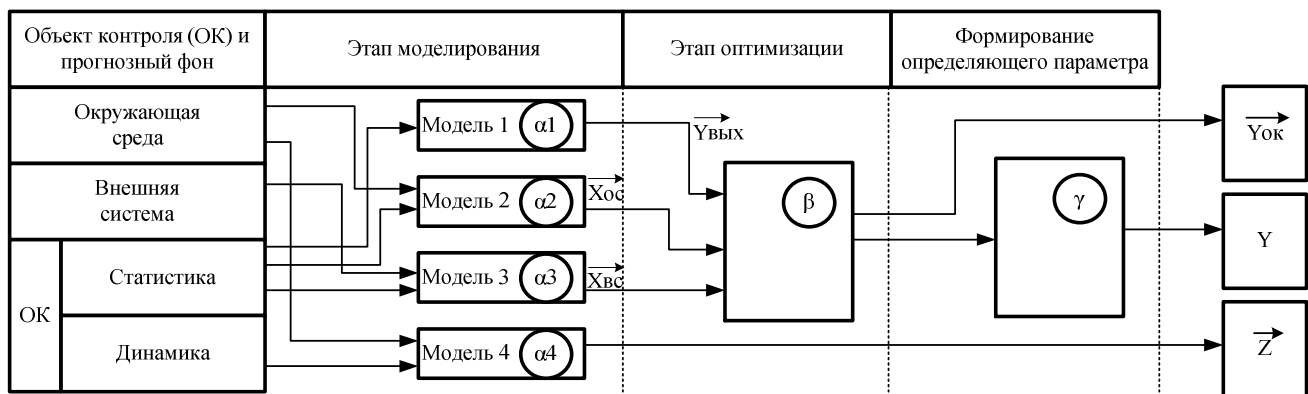 Объект контроля (ОК) и
прогнозный фон
Этап моделирования
Этап оптимизации
Формирование
определяющего параметра
Окружающая
среда
Внешняя
система
ОК
Статистика
Динамика
Модель 1 α1
Модель 2 α2
Модель 3 α3
Модель 4 α4
Yвых
Xос
Xвс
β
γ
Yок
Y
Z